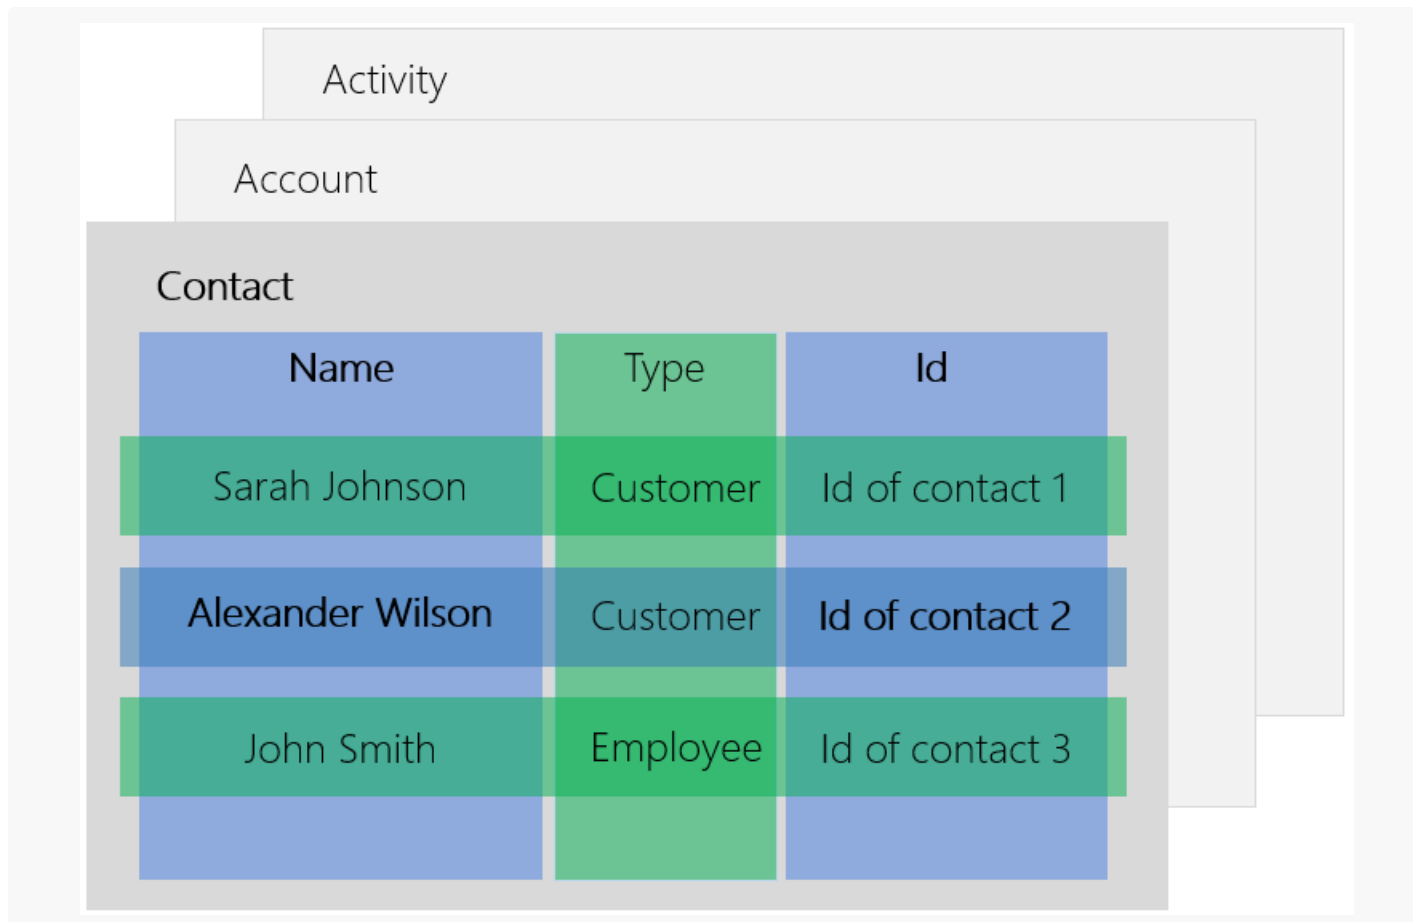 Activity
Account
Contact
Name Type Id
Sarah Johnson Customer Id of contact 1
Alexander Wilson Customer Id of contact 2
John Smith Employee Id of contact 3